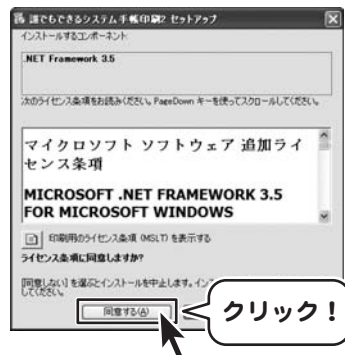 誰でもできるシステム手帳印刷2 セットアップ
インストールするコンポーネント:
.NET Framework 3.5
次のライセンス条項をお読みください。PageDown キーを使ってスクロールしてください。
マイクロソフト ソフトウェア 追加ライ
センス条項
MICROSOFT .NET FRAMEWORK 3.5
FOR MICROSOFT WINDOWS
印刷用のライセンス条項 (MSLT) を表示する
ライセンス条項に同意しますか?
[同意しない] を選ぶとインストールを中止します。イン
してください。
同意する(A)
クリック！